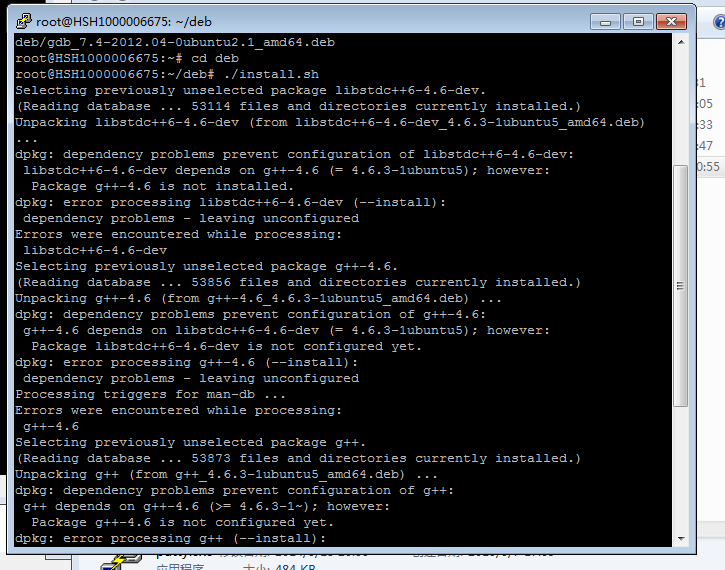 root@HSH1000006675: ~/deb
deb/gdb_7.4-2012.04-0ubuntu2.1_amd64.deb
root@HSH1000006675:~# cd deb
root@HSH1000006675:~/deb# ./install.sh
Selecting previously unselected package libstdc++6-4.6-dev.
(Reading database ... 53114 files and directories currently installed.)
Unpacking libstdc++6-4.6-dev (from libstdc++6-4.6-dev_4.6.3-1ubuntu5_amd64.deb)
...
dpkg: dependency problems prevent configuration of libstdc++6-4.6-dev:
 libstdc++6-4.6-dev depends on g++-4.6 (= 4.6.3-1ubuntu5); however:
  Package g++-4.6 is not installed.
dpkg: error processing libstdc++6-4.6-dev (--install):
 dependency problems - leaving unconfigured
Errors were encountered while processing:
 libstdc++6-4.6-dev
Selecting previously unselected package g++-4.6.
(Reading database ... 53856 files and directories currently installed.)
Unpacking g++-4.6 (from g++-4.6_4.6.3-1ubuntu5_amd64.deb) ...
dpkg: dependency problems prevent configuration of g++-4.6:
 g++-4.6 depends on libstdc++6-4.6-dev (= 4.6.3-1ubuntu5); however:
  Package libstdc++6-4.6-dev is not configured yet.
dpkg: error processing g++-4.6 (--install):
 dependency problems - leaving unconfigured
Processing triggers for man-db ...
Errors were encountered while processing:
 g++-4.6
Selecting previously unselected package g++.
(Reading database ... 53873 files and directories currently installed.)
Unpacking g++ (from g++_4.6.3-1ubuntu5_amd64.deb) ...
dpkg: dependency problems prevent configuration of g++:
 g++ depends on g++-4.6 (>= 4.6.3-1~); however:
  Package g++-4.6 is not configured yet.
dpkg: error processing g++ (--install):
:05
:33
:47
0:55
应用程序 大小: 484 KB